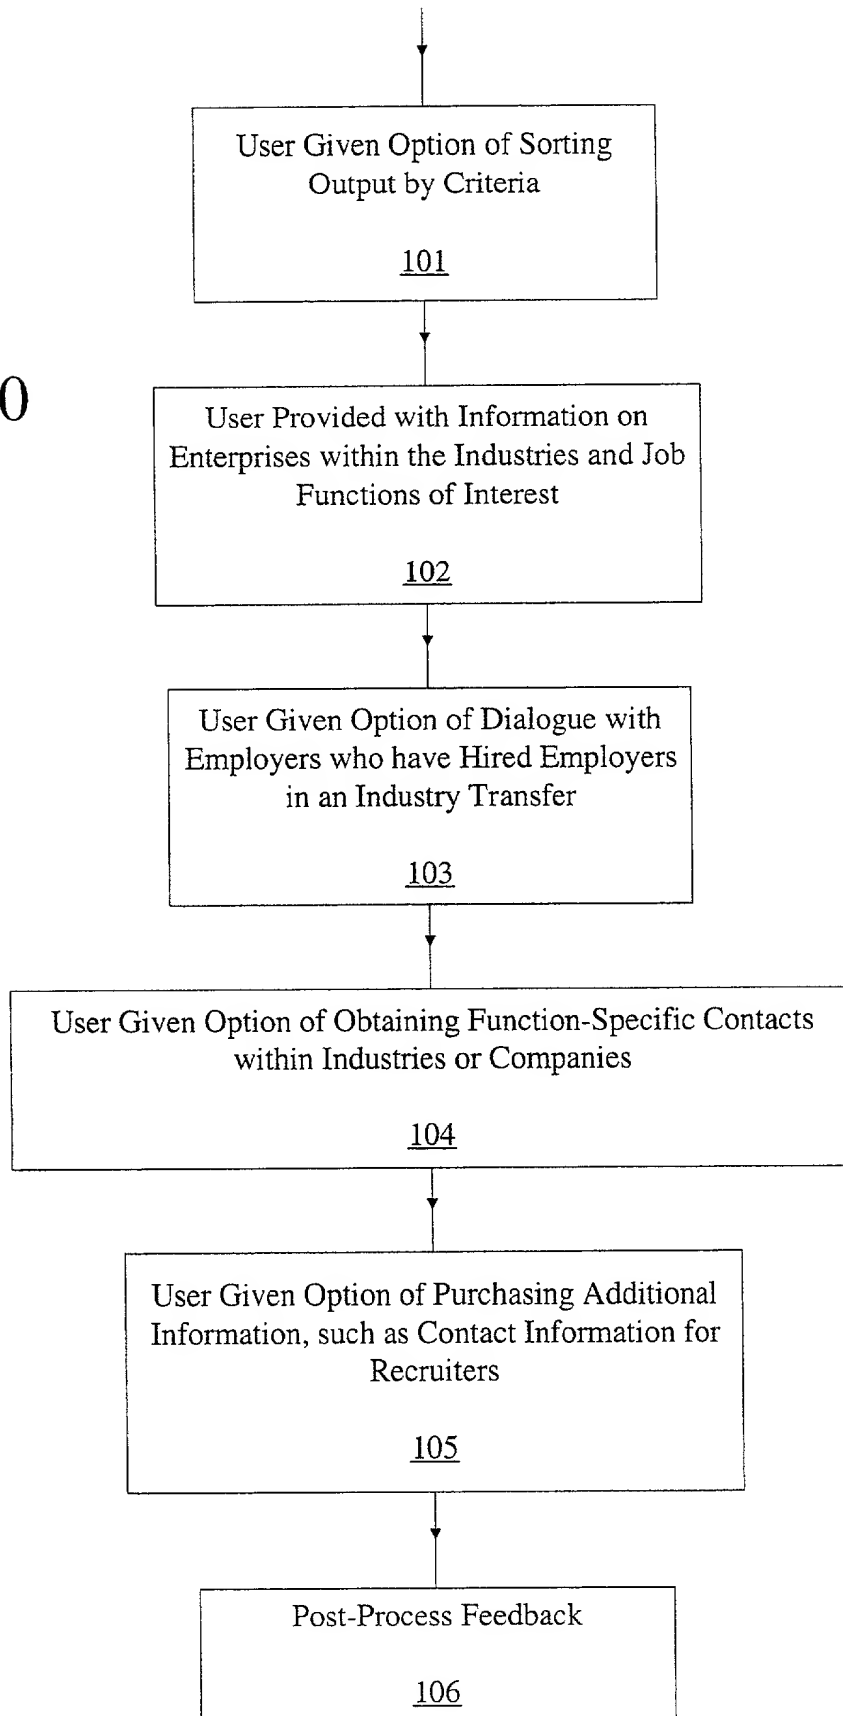 User Given Option of Sorting
Output by Criteria
101
0
User Provided with Information on
Enterprises within the Industries and Job
Functions of Interest
102
User Given Option of Dialogue with
Employers who have Hired Employers
in an Industry Transfer
103
User Given Option of Obtaining Function-Specific Contacts
within Industries or Companies
104
User Given Option of Purchasing Additional
Information, such as Contact Information for
Recruiters
105
Post-Process Feedback
106